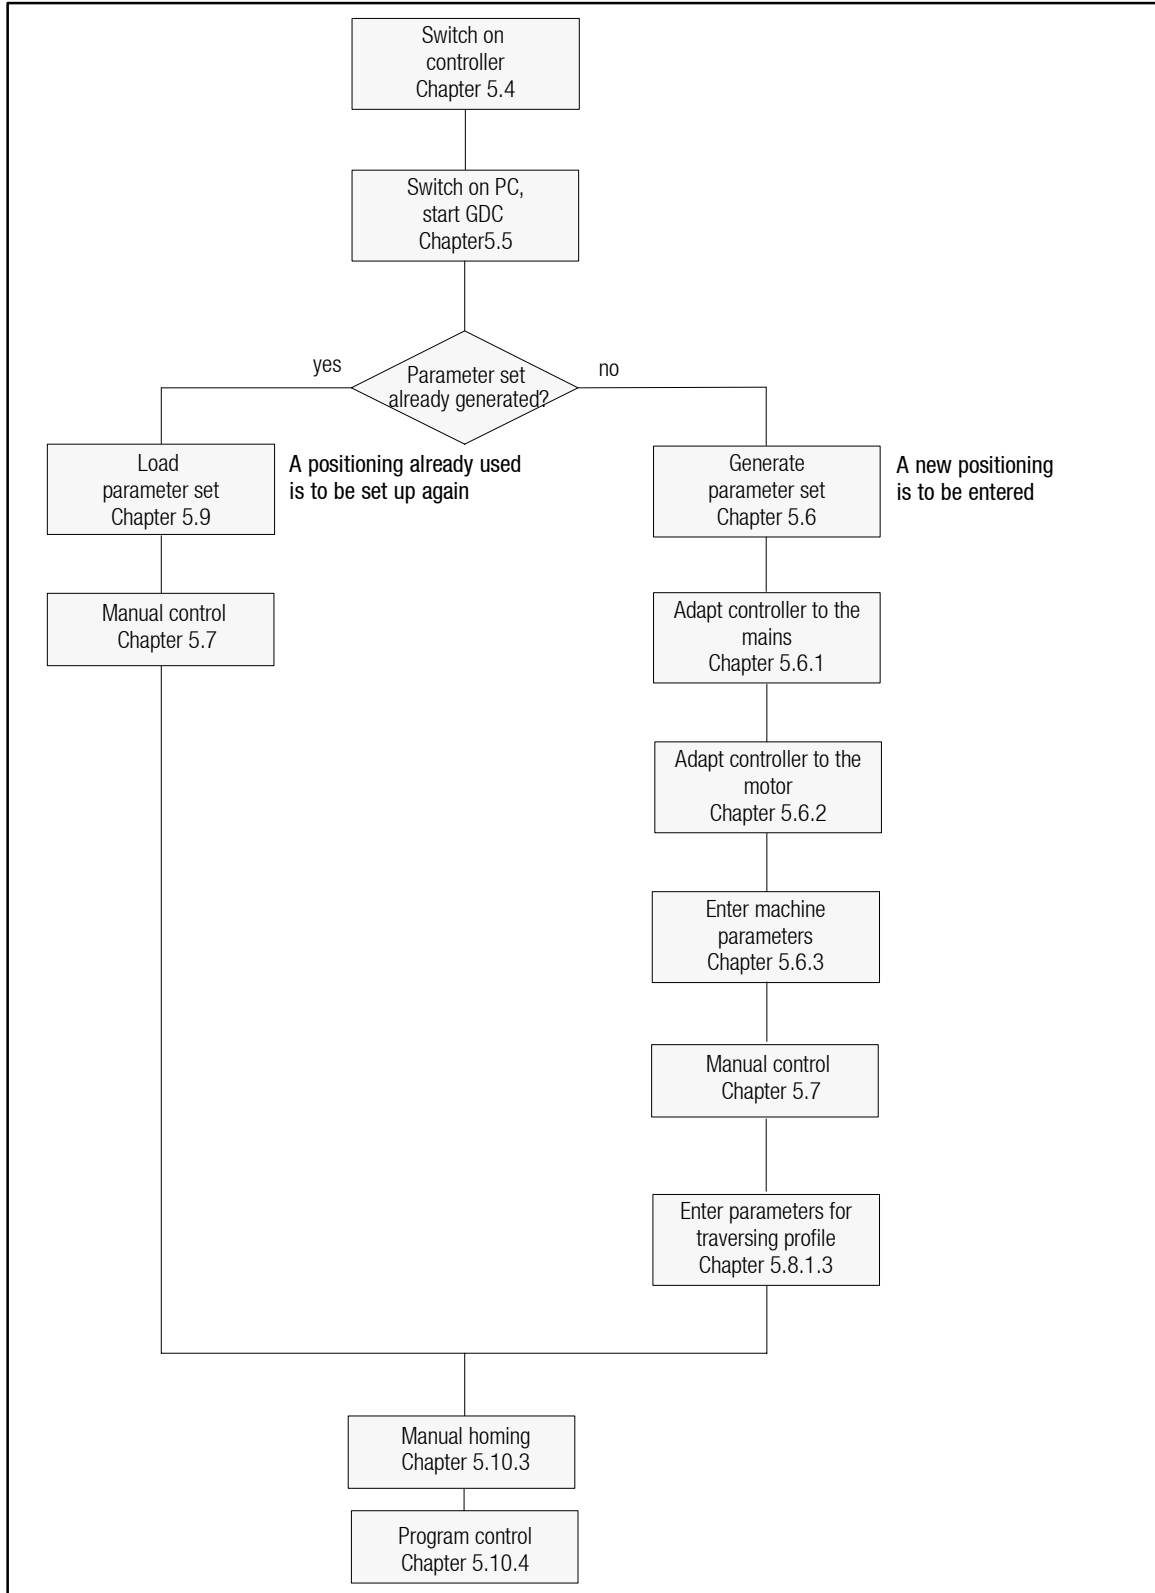 Switch on
controller
Chapter 5.4
Switch on PC,
start GDC
Chapter5.5
yes
Parameter set
already generated?
no
Load
parameter set
Chapter 5.9
A positioning already used
is to be set up again
Generate
parameter set
Chapter 5.6
A new positioning
is to be entered
Manual control
Chapter 5.7
Adapt controller to the
mains
Chapter 5.6.1
Adapt controller to the
motor
Chapter 5.6.2
Enter machine
parameters
Chapter 5.6.3
Manual control
Chapter 5.7
Enter parameters for
traversing profile
Chapter 5.8.1.3
Manual homing
Chapter 5.10.3
Program control
Chapter 5.10.4